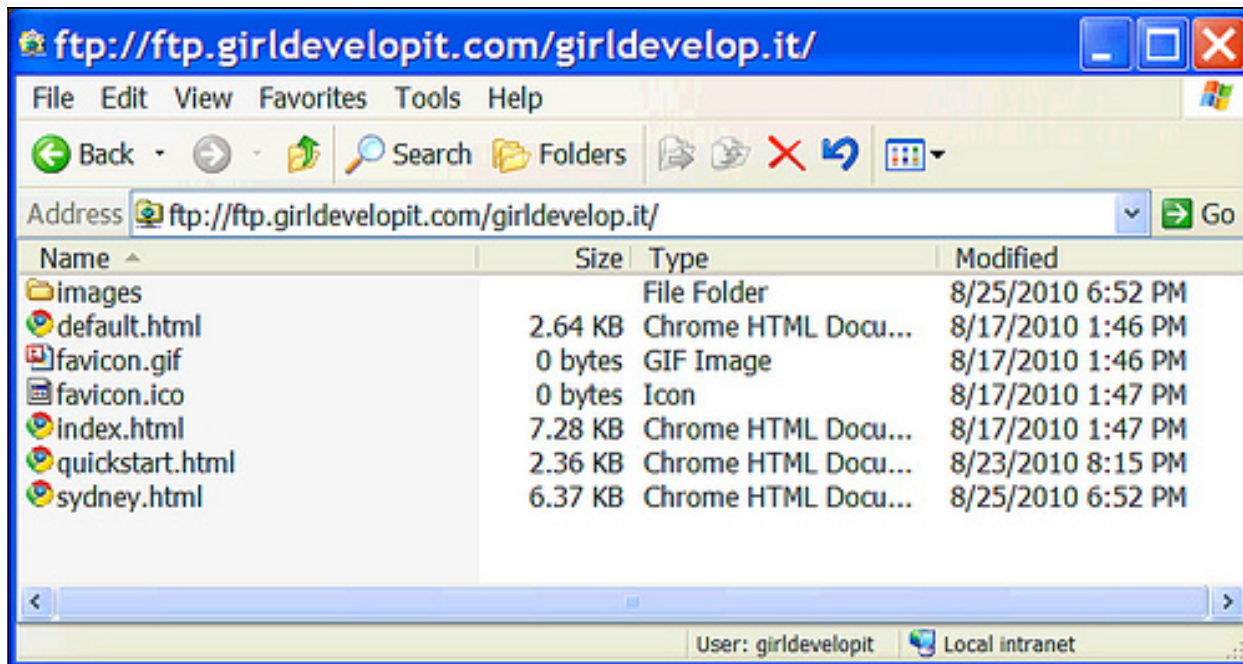 ftp://ftp.girldevelopit.com/girldevelop.it/
File Edit View Favorites Tools Help
Back Search Folders
Address ftp://ftp.girldevelopit.com/girldevelop.it/ Go
Name Size Type Modified
images File Folder 8/25/2010 6:52 PM
default.html 2.64 KB Chrome HTML Docu... 8/17/2010 1:46 PM
favicon.gif 0 bytes GIF Image 8/17/2010 1:46 PM
favicon.ico 0 bytes Icon 8/17/2010 1:47 PM
index.html 7.28 KB Chrome HTML Docu... 8/17/2010 1:47 PM
quickstart.html 2.36 KB Chrome HTML Docu... 8/23/2010 8:15 PM
sydney.html 6.37 KB Chrome HTML Docu... 8/25/2010 6:52 PM
User: girldevelopit Local intranet